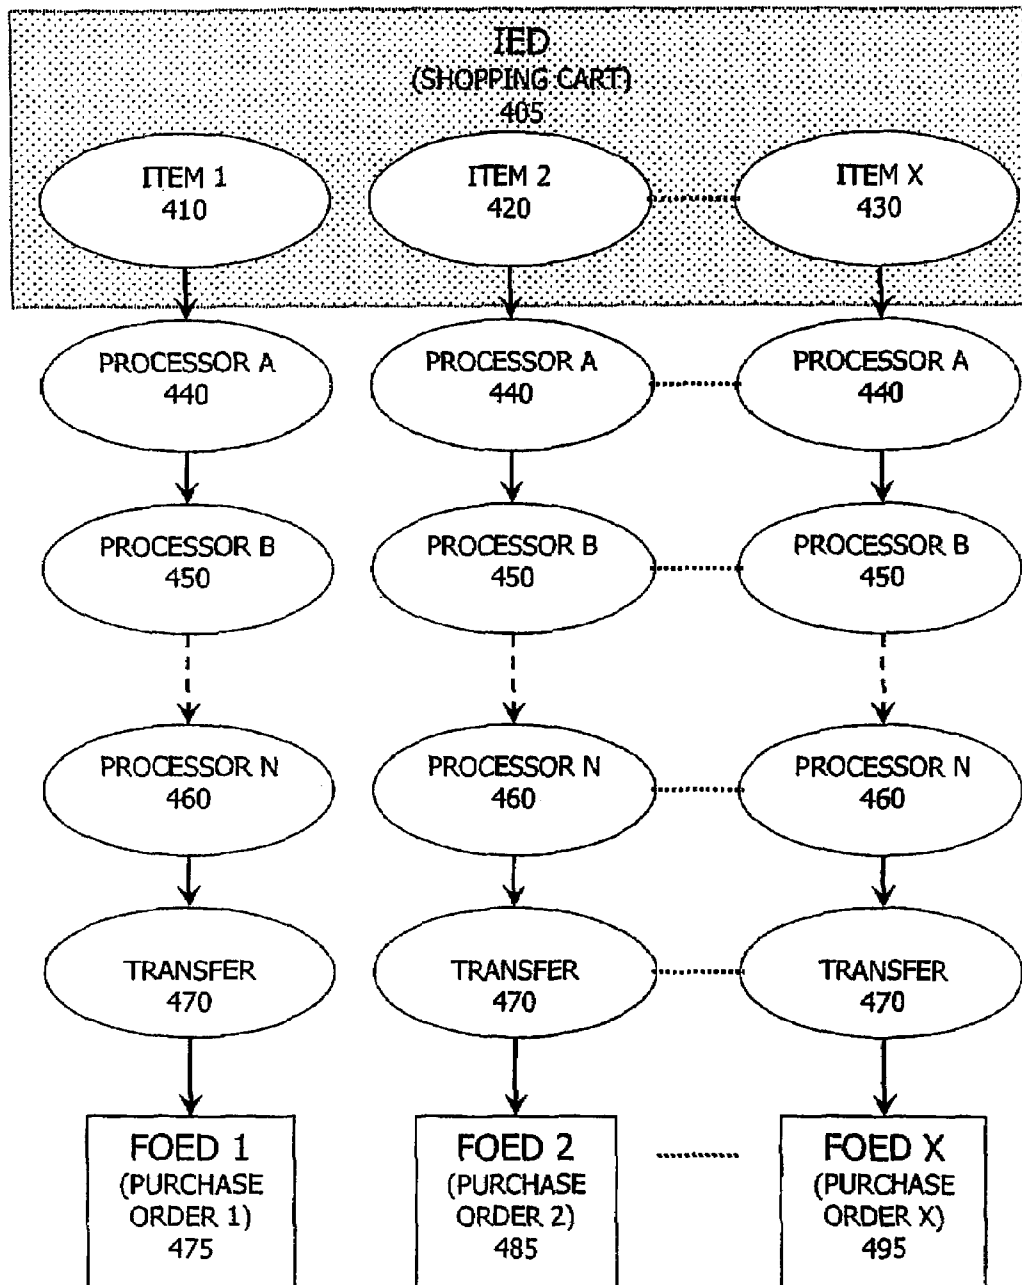 IED
(SHOPPING CART)
405
ITEM 1
410
ITEM 2
420
ITEM X
430
PROCESSOR A
440
PROCESSOR A
440
PROCESSOR A
440
PROCESSOR B
450
PROCESSOR B
450
PROCESSOR B
450
PROCESSOR N
460
PROCESSOR N
460
PROCESSOR N
460
TRANSFER
470
TRANSFER
470
TRANSFER
470
FOED 1
(PURCHASE
ORDER 1)
475
FOED 2
(PURCHASE
ORDER 2)
485
FOED X
(PURCHASE
ORDER X)
495